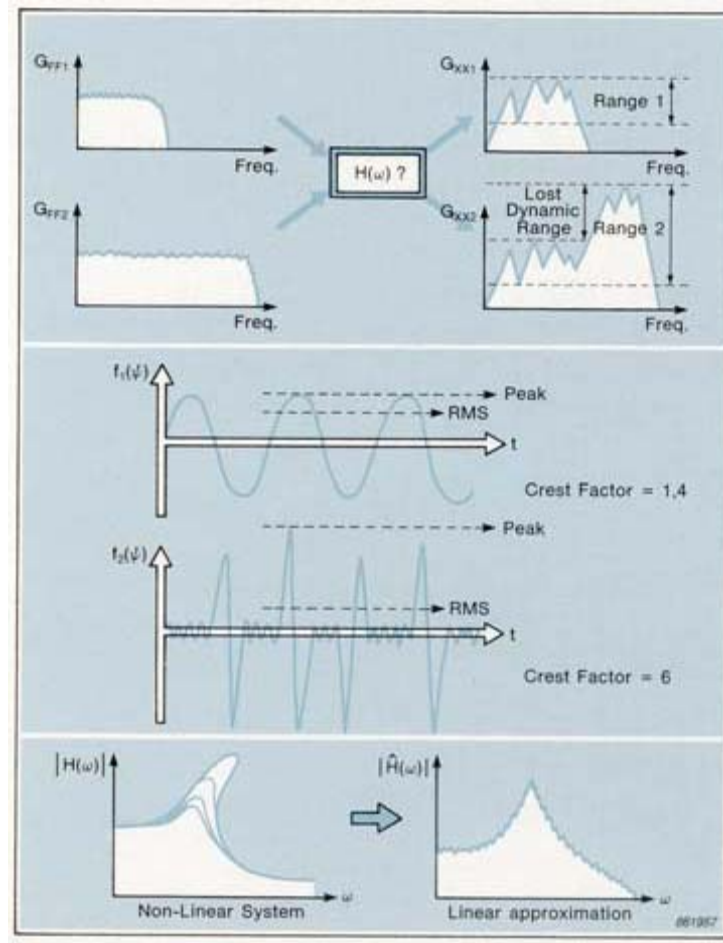 G_FF1
Freq.
G_FF2
Freq.
H(ω) ?
G_XX1
Range 1
Freq.
Lost
Dynamic
Range
G_XX2
Range 2
Freq.
f₁(ψ)
Peak
RMS
t
Crest Factor = 1,4
f₂(ψ)
Peak
RMS
t
Crest Factor = 6
|H(ω)|
ω
Non-Linear System
|Ĥ(ω)|
ω
Linear approximation
861957